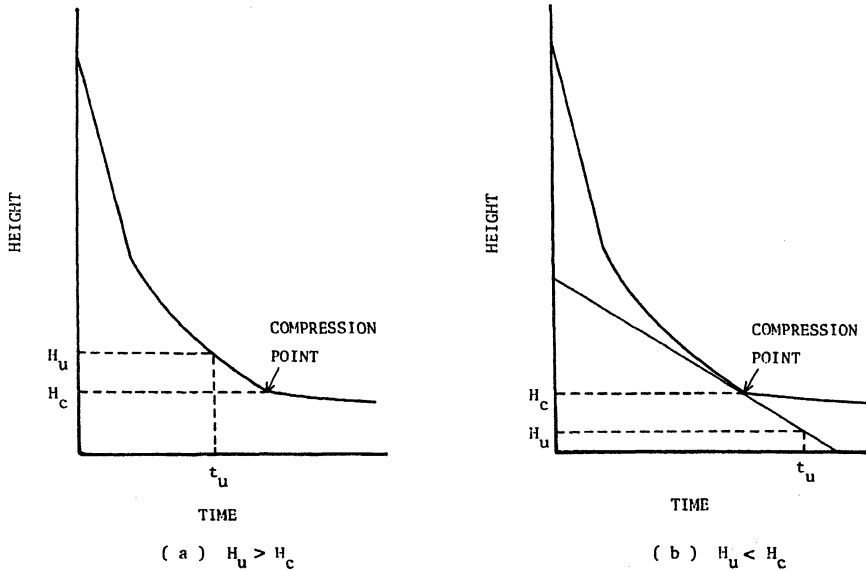 HEIGHT
COMPRESSION
POINT
H_u
H_c
t_u
TIME
( a ) H_u > H_c
HEIGHT
COMPRESSION
POINT
H_c
H_u
t_u
TIME
( b ) H_u < H_c